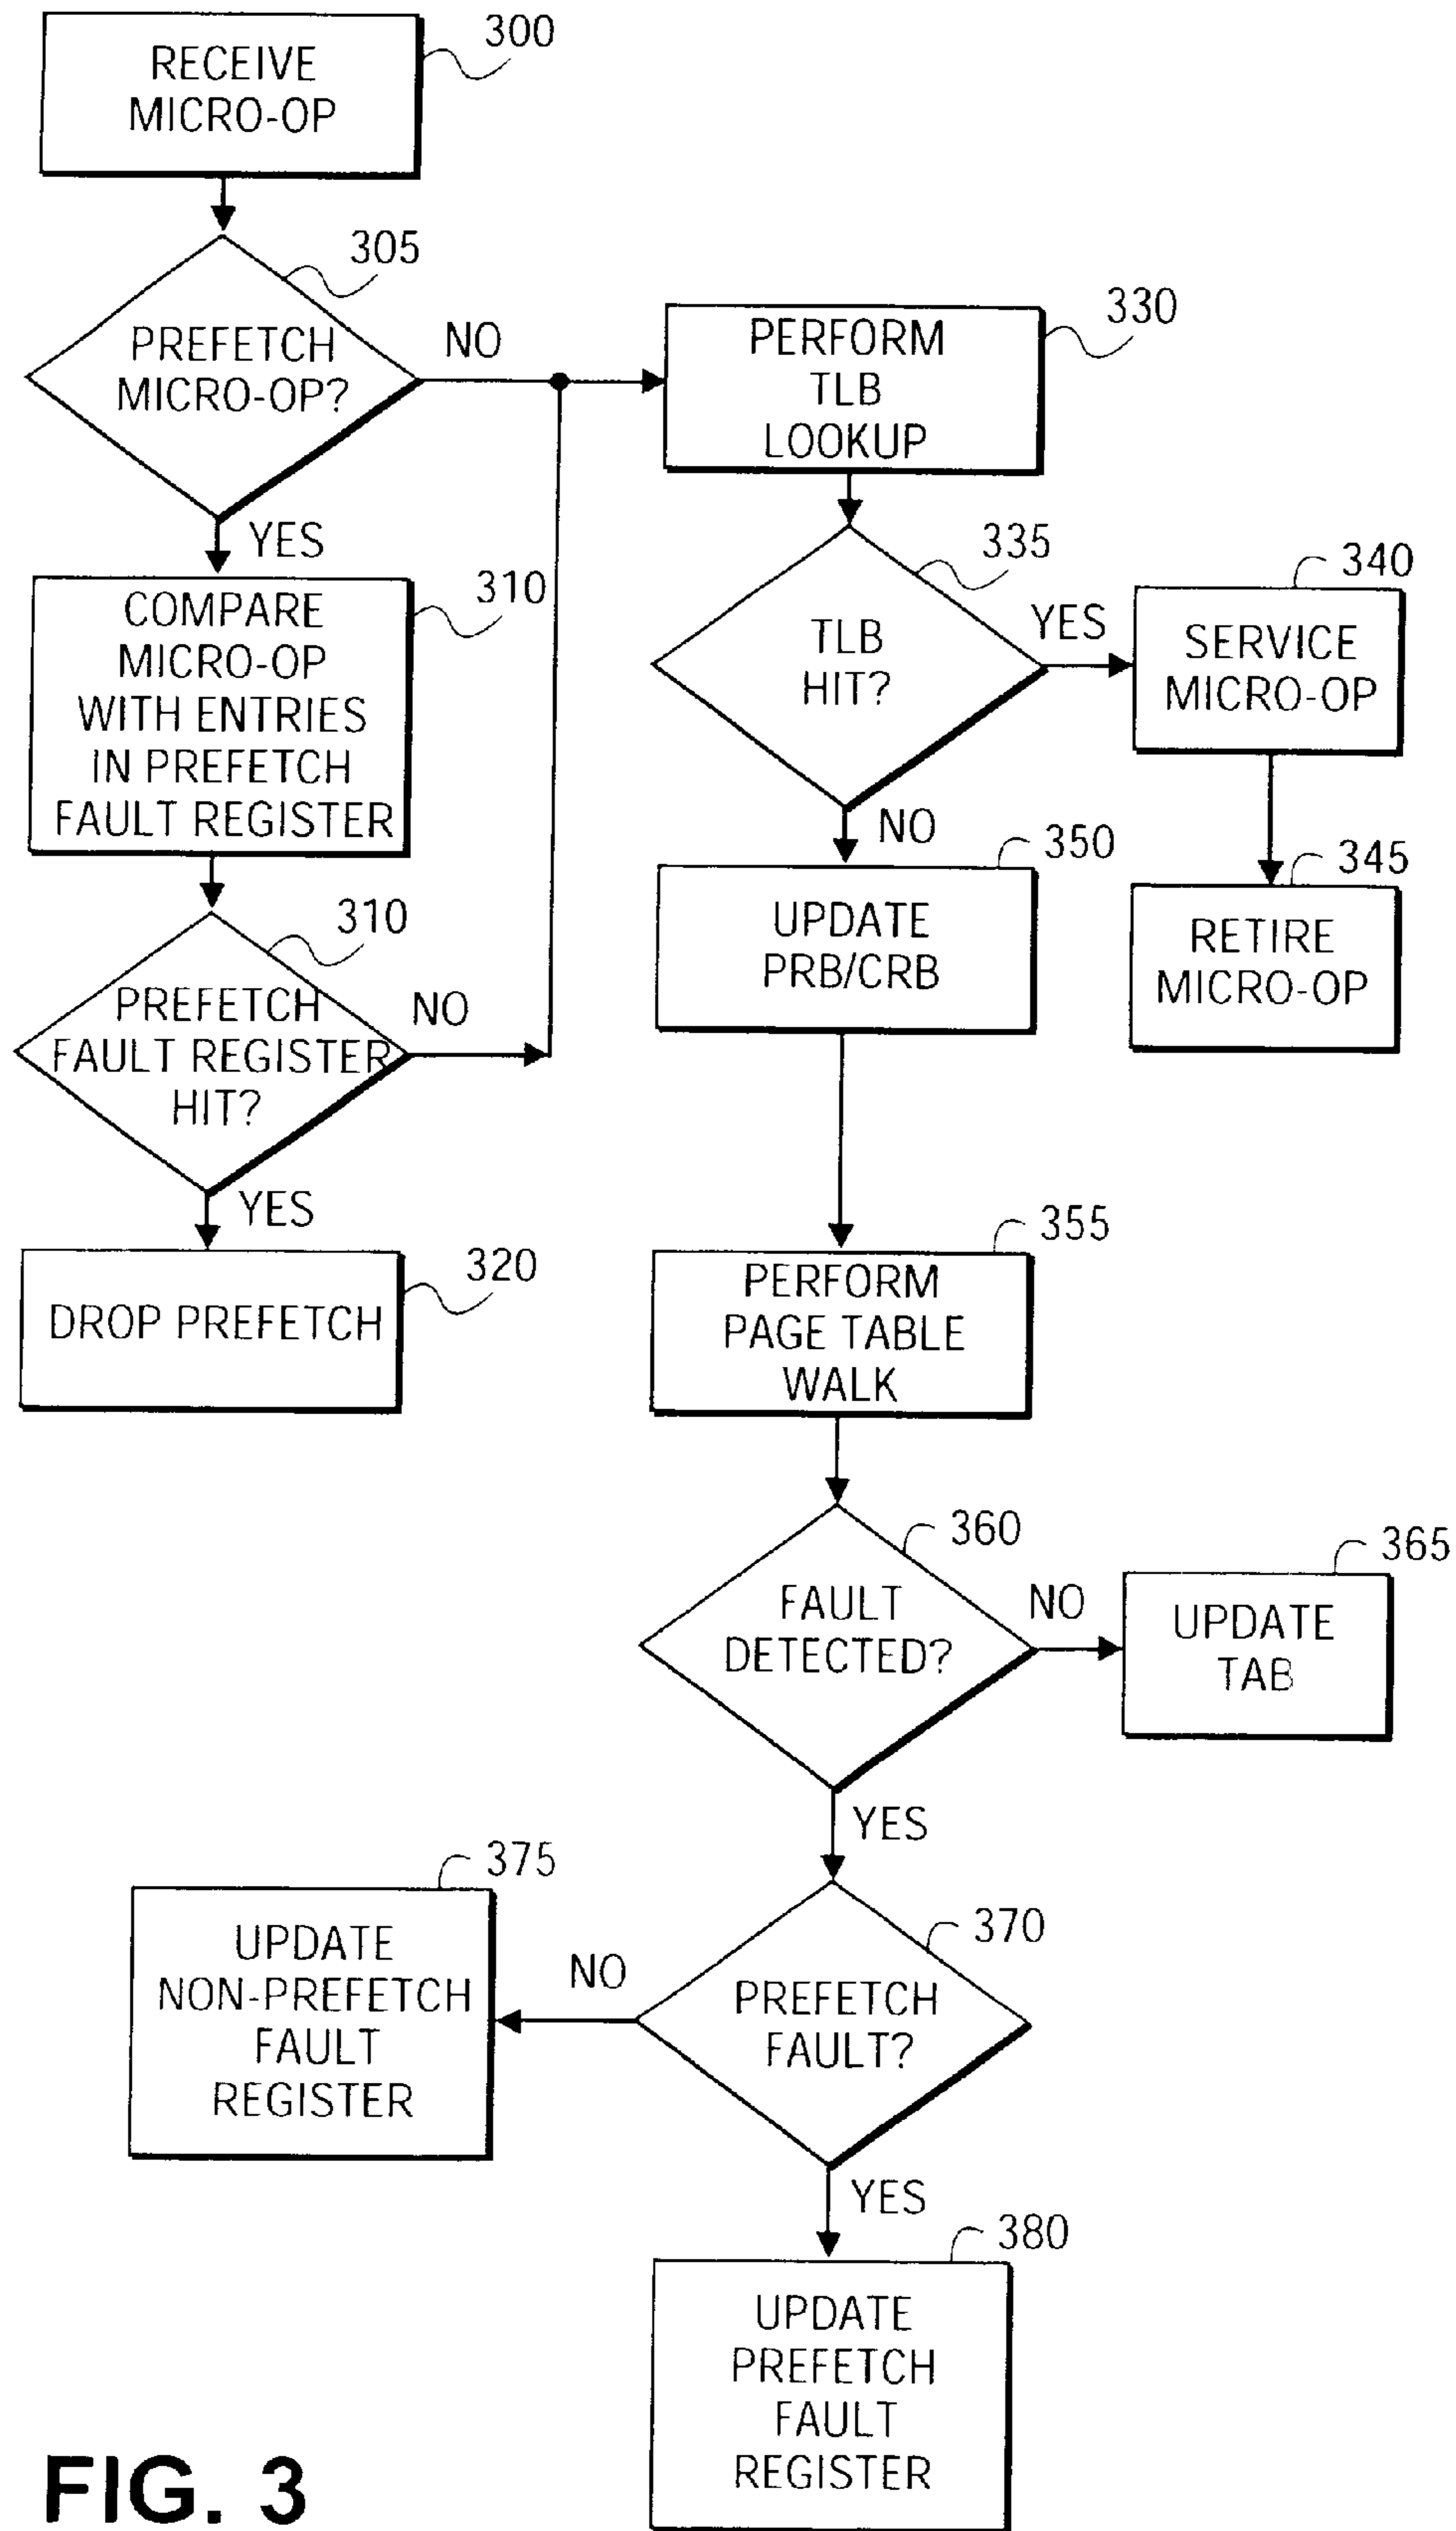 300
RECEIVE
MICRO-OP
305
PREFETCH
MICRO-OP?
NO
YES
310
COMPARE
MICRO-OP
WITH ENTRIES
IN PREFETCH
FAULT REGISTER
310
PREFETCH
FAULT REGISTER
HIT?
NO
YES
320
DROP PREFETCH
330
PERFORM
TLB
LOOKUP
335
TLB
HIT?
YES
NO
340
SERVICE
MICRO-OP
345
RETIRE
MICRO-OP
350
UPDATE
PRB/CRB
355
PERFORM
PAGE TABLE
WALK
360
FAULT
DETECTED?
NO
YES
365
UPDATE
TAB
370
PREFETCH
FAULT?
NO
YES
375
UPDATE
NON-PREFETCH
FAULT
REGISTER
380
UPDATE
PREFETCH
FAULT
REGISTER
FIG. 3